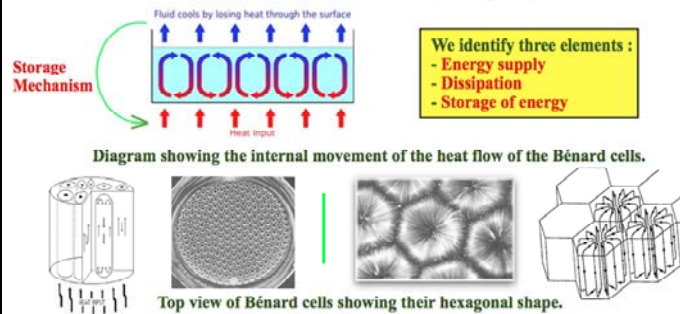 Fluid cools by losing heat through the surface
Storage
Mechanism
We identify three elements :
- Energy supply
- Dissipation
- Storage of energy
Heat input
Diagram showing the internal movement of the heat flow of the Bénard cells.
HEAT INPUT
Top view of Bénard cells showing their hexagonal shape.